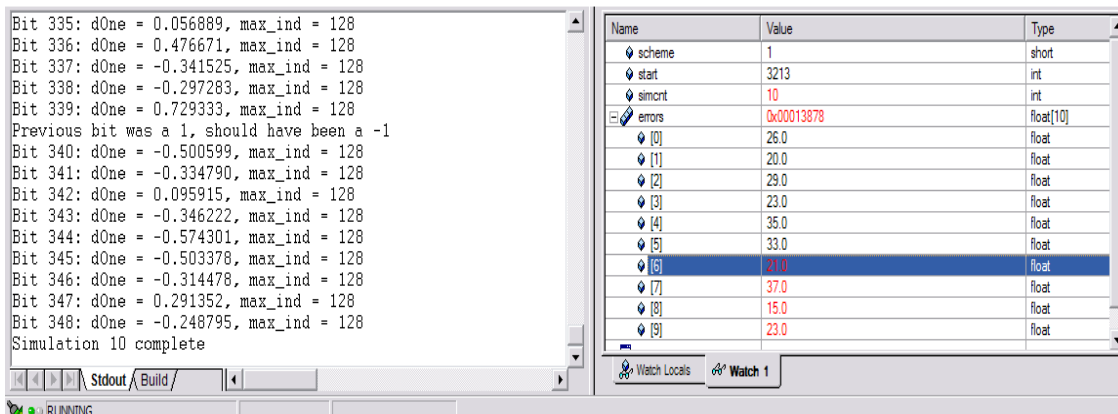 Bit 335: dOne = 0.056889, max_ind = 128
Bit 336: dOne = 0.476671, max_ind = 128
Bit 337: dOne = -0.341525, max_ind = 128
Bit 338: dOne = -0.297283, max_ind = 128
Bit 339: dOne = 0.729333, max_ind = 128
Previous bit was a 1, should have been a -1
Bit 340: dOne = -0.500599, max_ind = 128
Bit 341: dOne = -0.334790, max_ind = 128
Bit 342: dOne = 0.095915, max_ind = 128
Bit 343: dOne = -0.346222, max_ind = 128
Bit 344: dOne = -0.574301, max_ind = 128
Bit 345: dOne = -0.503378, max_ind = 128
Bit 346: dOne = -0.314478, max_ind = 128
Bit 347: dOne = 0.291352, max_ind = 128
Bit 348: dOne = -0.248795, max_ind = 128
Simulation 10 complete
Stdout Build
RUNNING
Name Value Type
scheme 1 short
start 3213 int
simcnt 10 int
errors 0x00013878 float[10]
[0] 26.0 float
[1] 20.0 float
[2] 29.0 float
[3] 23.0 float
[4] 35.0 float
[5] 33.0 float
[6] 21.0 float
[7] 37.0 float
[8] 15.0 float
[9] 23.0 float
Watch Locals Watch 1